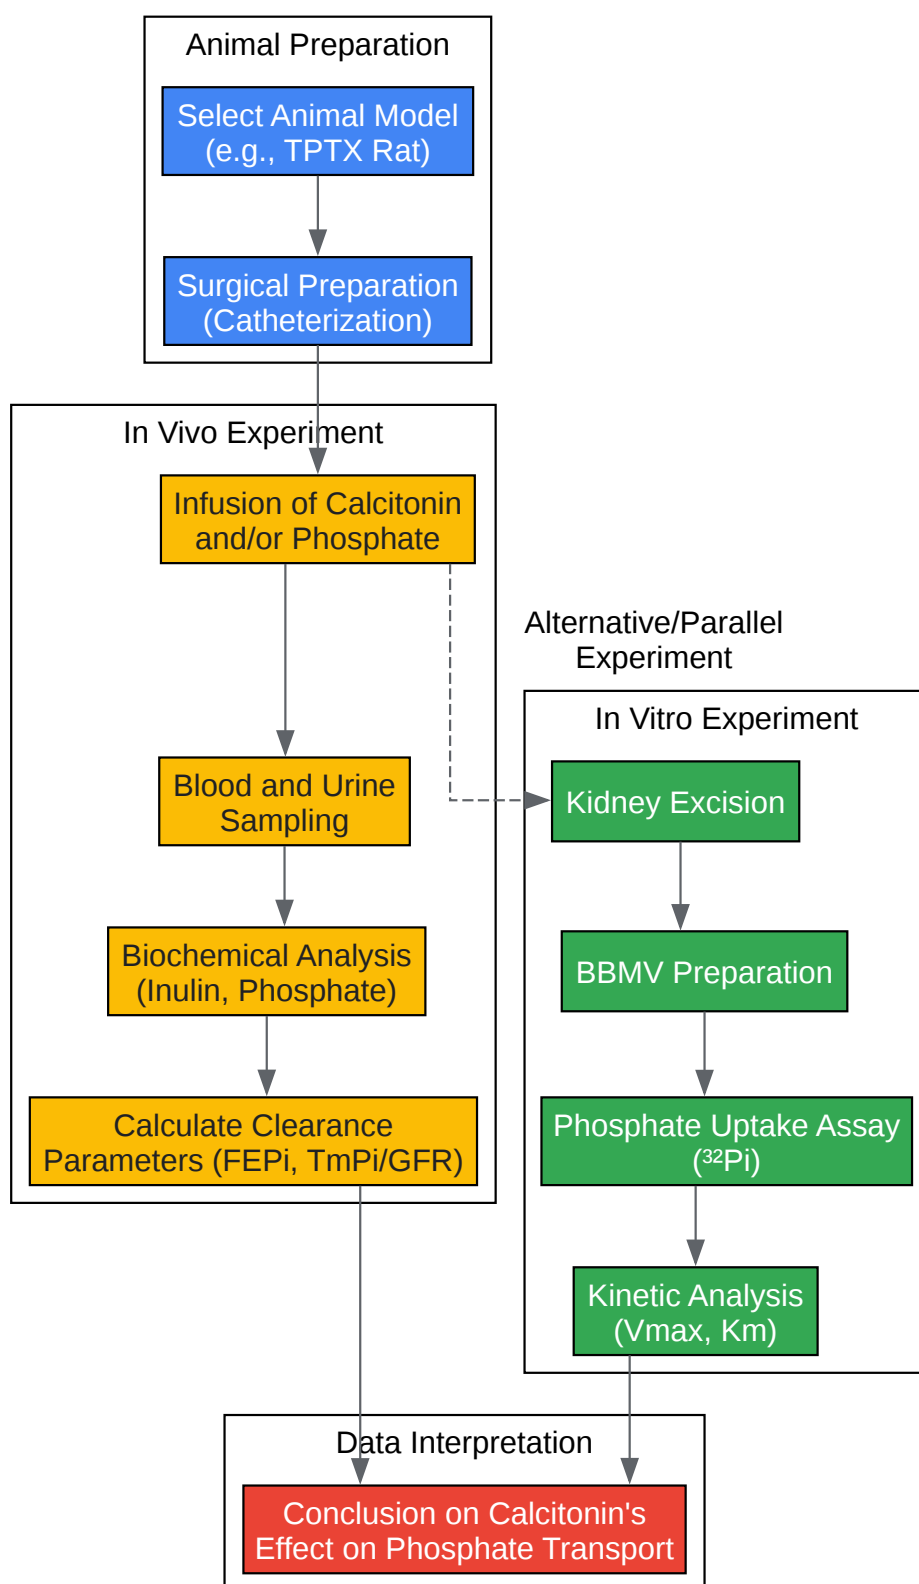 Animal Preparation
Select Animal Model
(e.g., TPTX Rat)
Surgical Preparation
(Catheterization)
In Vivo Experiment
Infusion of Calcitonin
and/or Phosphate
Blood and Urine
Sampling
Biochemical Analysis
(Inulin, Phosphate)
Calculate Clearance
Parameters (FEPi, TmPi/GFR)
Alternative/Parallel
Experiment
In Vitro Experiment
Kidney Excision
BBMV Preparation
Phosphate Uptake Assay
(³²Pi)
Kinetic Analysis
(Vmax, Km)
Data Interpretation
Conclusion on Calcitonin's
Effect on Phosphate Transport